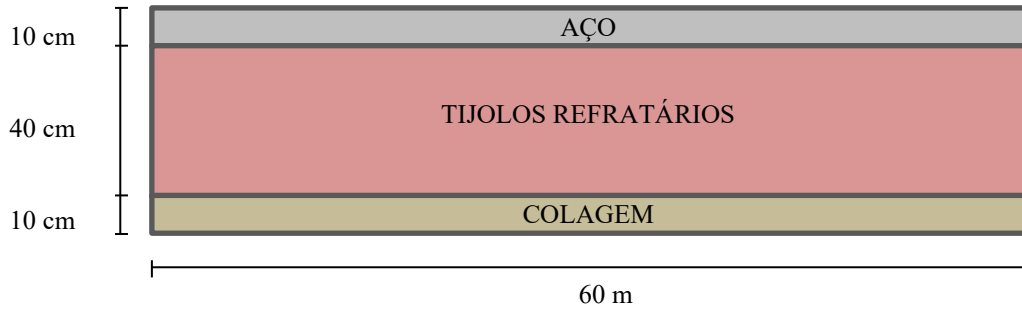 10 cm
AÇO
40 cm
TIJOLOS REFRATÁRIOS
10 cm
COLAGEM
60 m